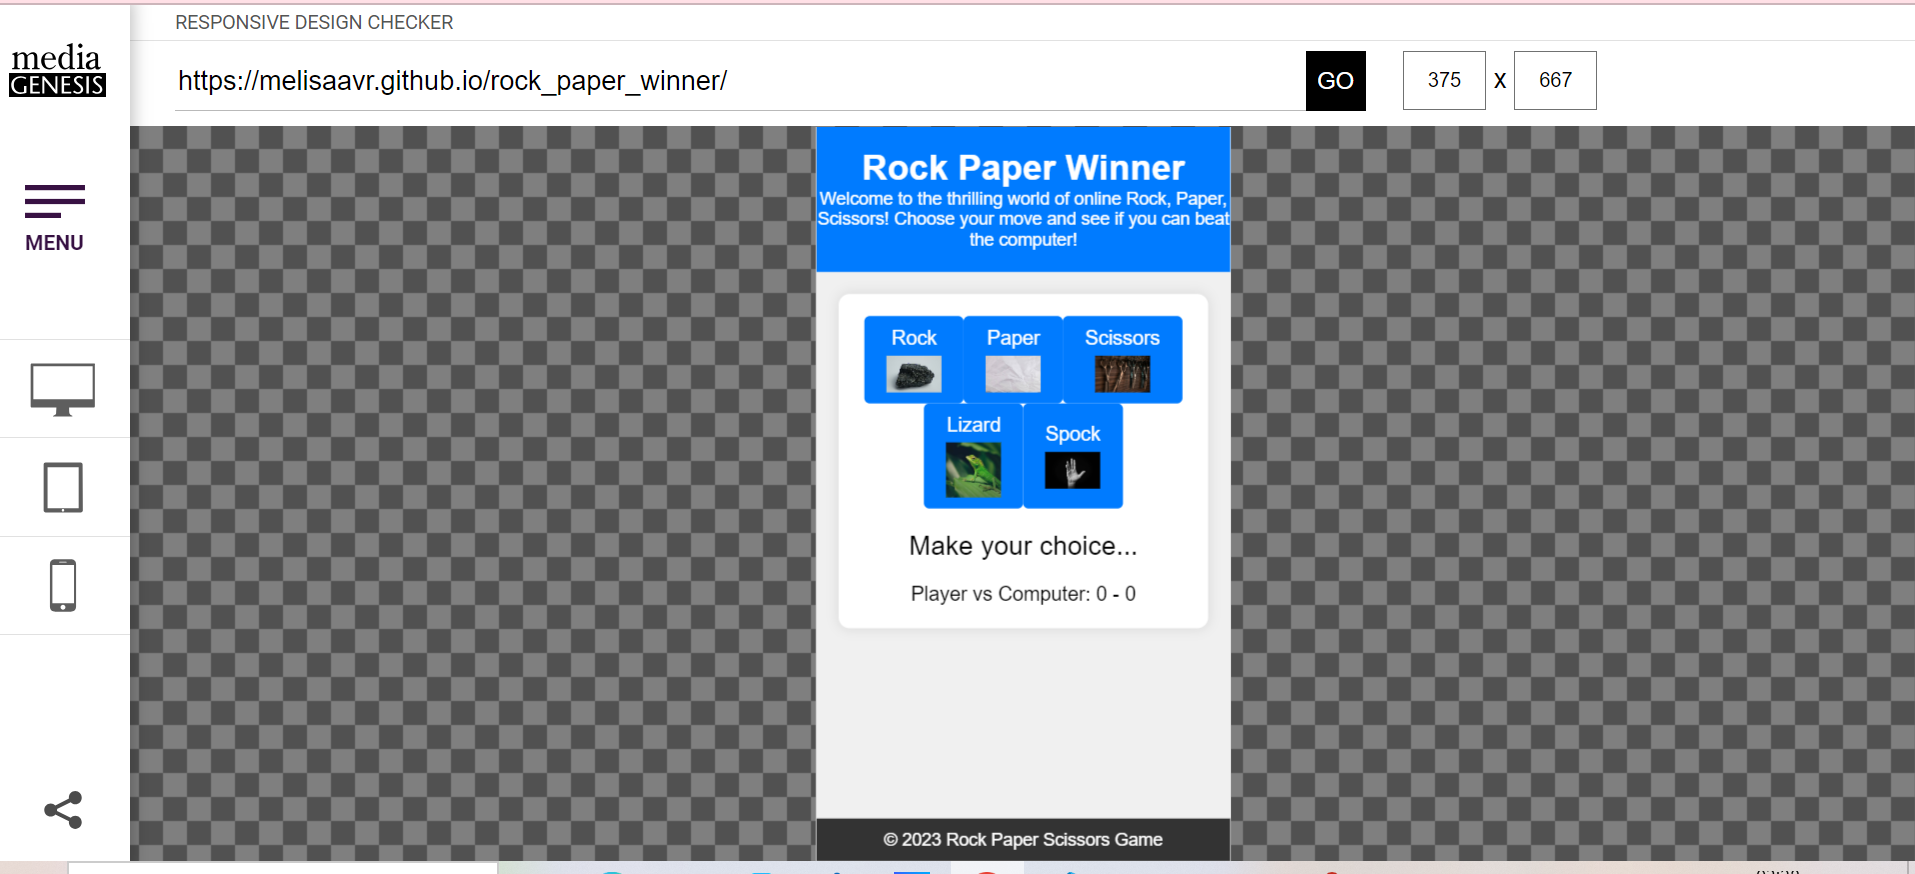 RESPONSIVE DESIGN CHECKER
media
GENESIS
https://melisaavr.github.io/rock_paper_winner/
GO
375 X 667
MENU
Rock Paper Winner
Welcome to the thrilling world of online Rock, Paper,
Scissors! Choose your move and see if you can beat
the computer!
Rock Paper Scissors
Lizard Spock
Make your choice...
Player vs Computer: 0 - 0
© 2023 Rock Paper Scissors Game